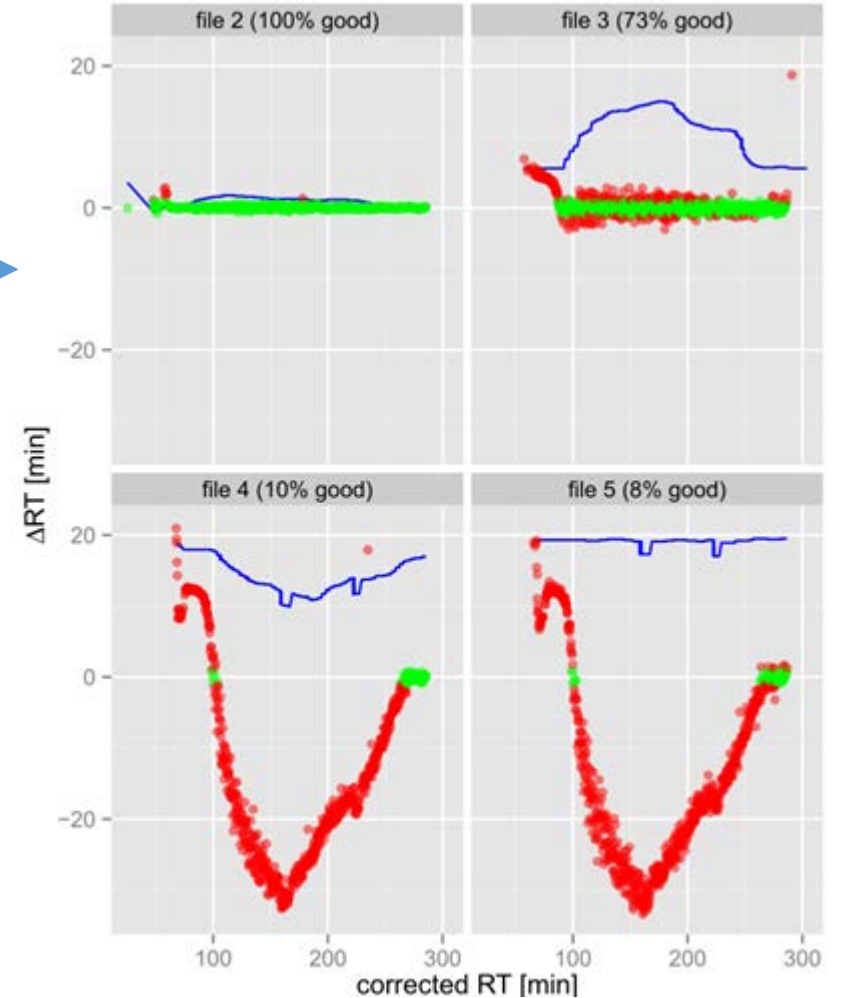 file 2 (100% good)
file 3 (73% good)
20
0
−20
ΔRT [min]
file 4 (10% good)
file 5 (8% good)
20
0
−20
100
200
300
100
200
300
corrected RT [min]